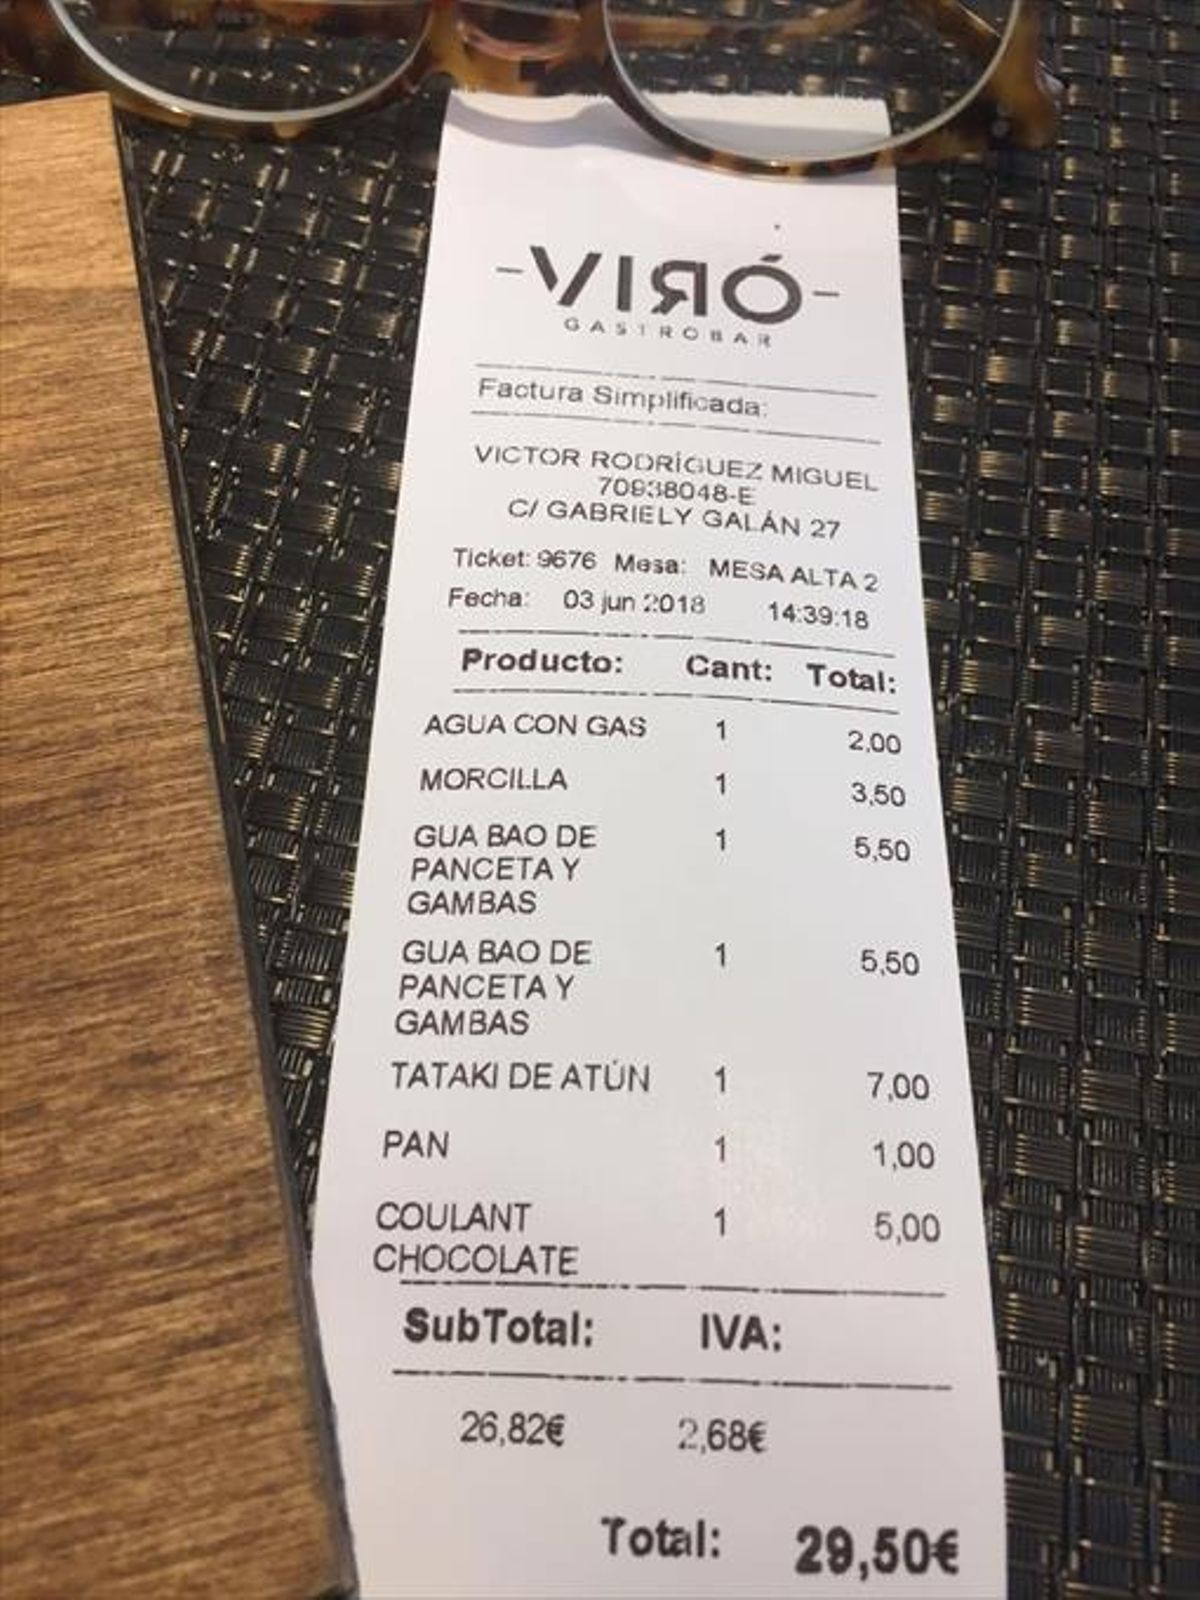 -VIRÓ-
GASTROBAR
Factura Simplificada:
VICTOR RODRÍGUEZ MIGUEL
70938048-E
C/ GABRIELY GALÁN 27
Ticket: 9676 Mesa: MESA ALTA 2
Fecha: 03 jun 2018 14:39:18
Producto: Cant: Total:
AGUA CON GAS 1 2,00
MORCILLA 1 3,50
GUA BAO DE 1 5,50
PANCETA Y
GAMBAS
GUA BAO DE 1 5,50
PANCETA Y
GAMBAS
TATAKI DE ATÚN 1 7,00
PAN 1 1,00
COULANT 1 5,00
CHOCOLATE
SubTotal: IVA:
26,82€ 2,68€
Total: 29,50€